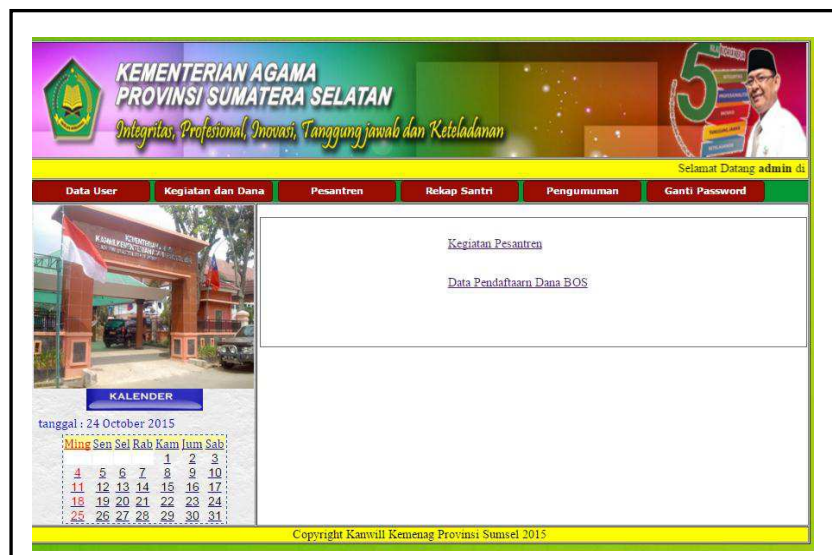 KEMENTERIAN AGAMA
PROVINSI SUMATERA SELATAN
Integritas, Profesional, Inovasi, Tanggung jawab dan Keteladanan
5
Selamat Datang admin di
Data User Kegiatan dan Dana Pesantren Rekap Santri Pengumuman Ganti Password
Kegiatan Pesantren
Data Pendaftaarn Dana BOS
KALENDER
tanggal : 24 October 2015
Ming Sen Sel Rab Kam Jum Sab
1 2 3
4 5 6 7 8 9 10
11 12 13 14 15 16 17
18 19 20 21 22 23 24
25 26 27 28 29 30 31
Copyright Kanwill Kemenag Provinsi Sumsel 2015